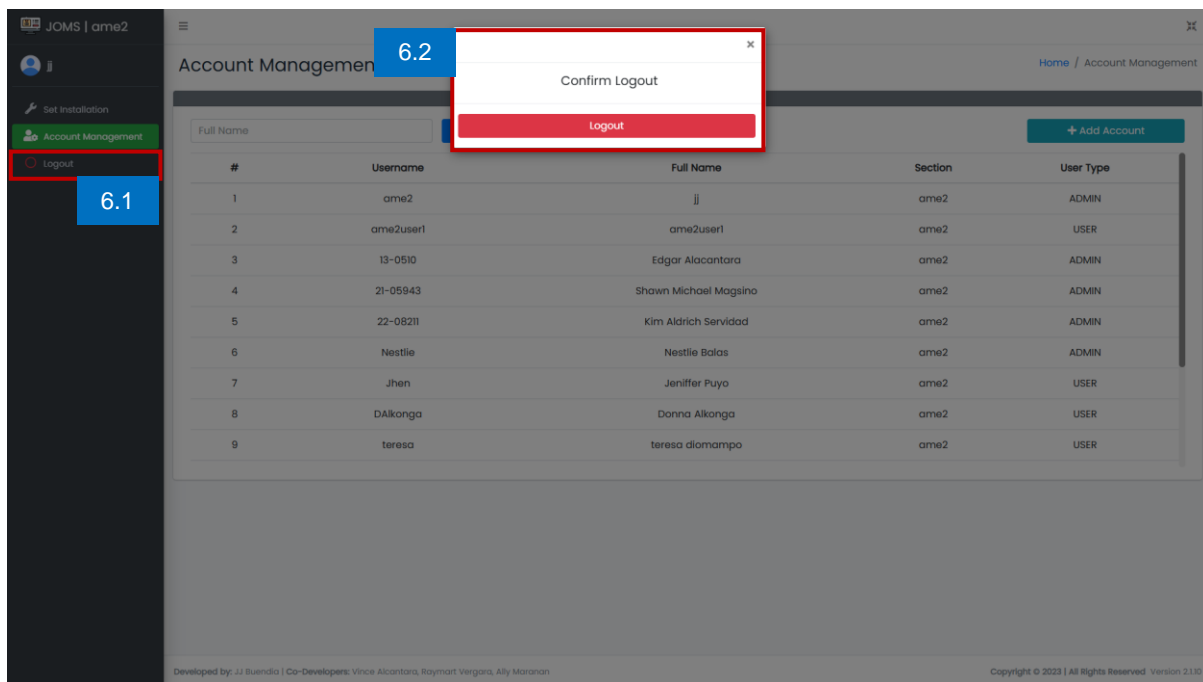 JOMS | ame2
jj
Set Installation
Account Management
Logout
6.1
Account Managemen
Home / Account Management
6.2
×
Confirm Logout
Logout
Full Name
+ Add Account
# Username Full Name Section User Type
1 ame2 jj ame2 ADMIN
2 ame2user1 ame2user1 ame2 USER
3 13-0510 Edgar Alacantara ame2 ADMIN
4 21-05943 Shawn Michael Magsino ame2 ADMIN
5 22-08211 Kim Aldrich Servidad ame2 ADMIN
6 Nestlie Nestlie Balas ame2 ADMIN
7 Jhen Jeniffer Puyo ame2 USER
8 DAlkonga Donna Alkonga ame2 USER
9 teresa teresa diomampo ame2 USER
Developed by: JJ Buendia | Co-Developers: Vince Alcantara, Raymart Vergara, Ally Maranan
Copyright © 2023 | All Rights Reserved Version 2.1.10